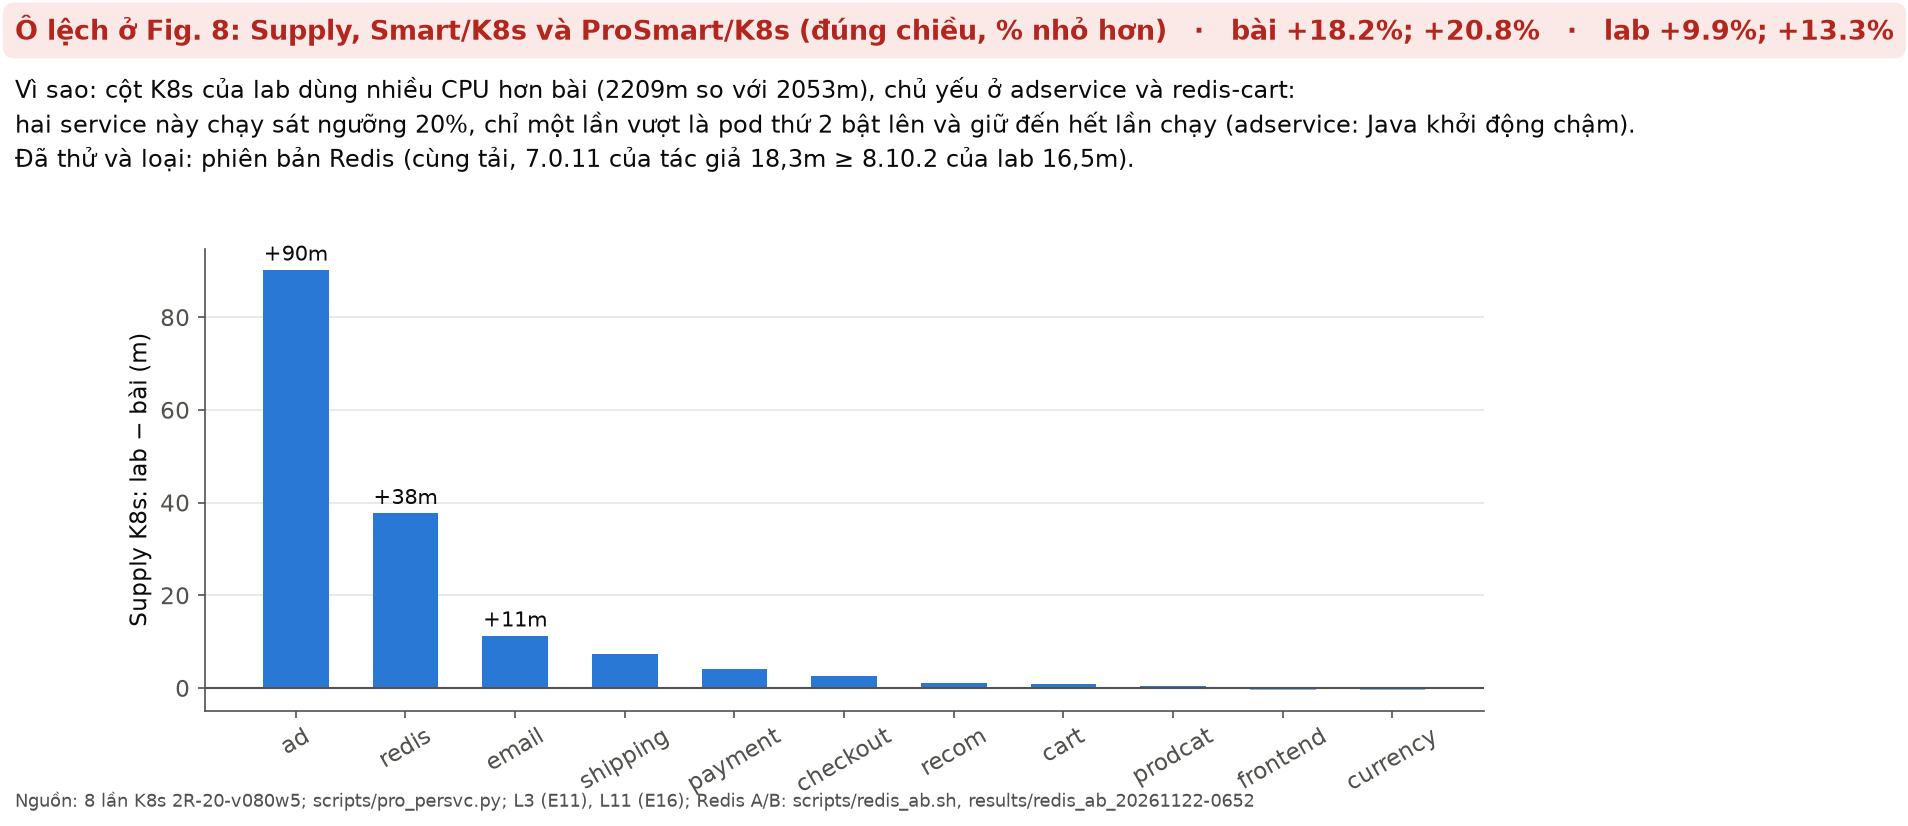 Ô lệch ở Fig. 8: Supply, Smart/K8s và ProSmart/K8s (đúng chiều, % nhỏ hơn) · bài +18.2%; +20.8% · lab +9.9%; +13.3%
Vì sao: cột K8s của lab dùng nhiều CPU hơn bài (2209m so với 2053m), chủ yếu ở adservice và redis-cart:
hai service này chạy sát ngưỡng 20%, chỉ một lần vượt là pod thứ 2 bật lên và giữ đến hết lần chạy (adservice: Java khởi động chậm).
Đã thử và loại: phiên bản Redis (cùng tải, 7.0.11 của tác giả 18,3m ≥ 8.10.2 của lab 16,5m).
Supply K8s: lab − bài (m)
80
60
40
20
0
+90m
+38m
+11m
ad
redis
email
shipping
payment
checkout
recom
cart
prodcat
frontend
currency
Nguồn: 8 lần K8s 2R-20-v080w5; scripts/pro_persvc.py; L3 (E11), L11 (E16); Redis A/B: scripts/redis_ab.sh, results/redis_ab_20261122-0652